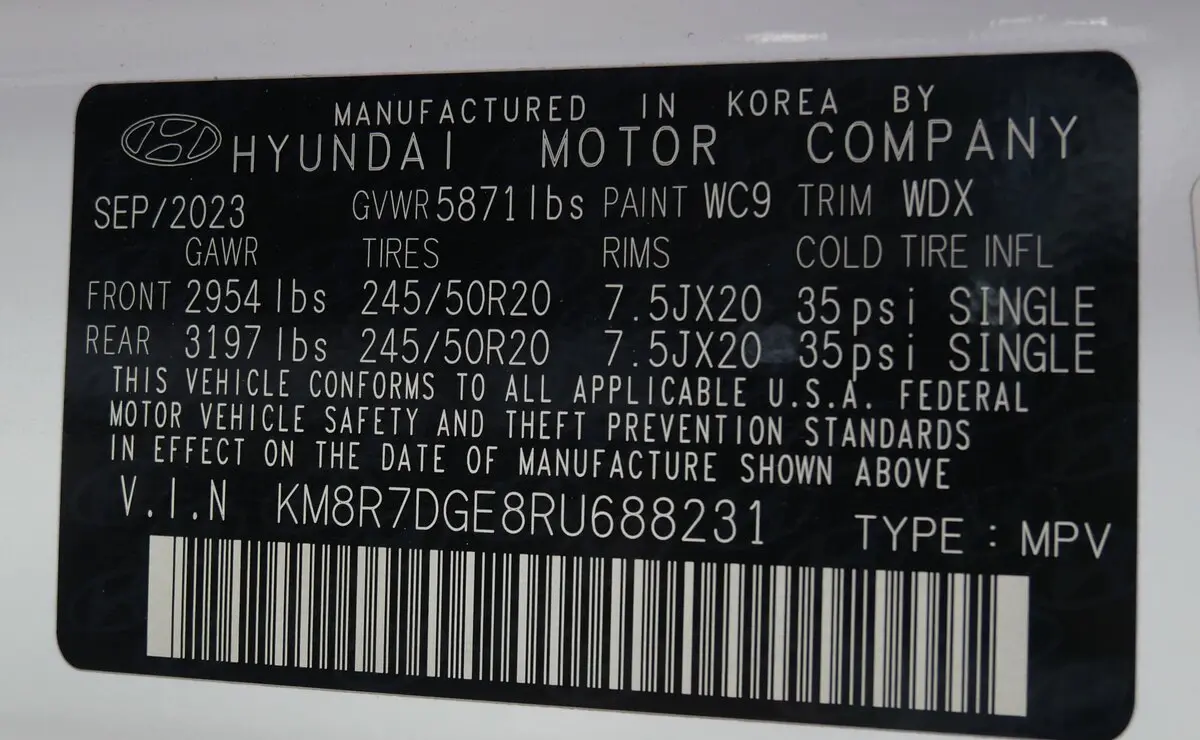 MANUFACTURED IN KOREA BY
HYUNDAI MOTOR COMPANY
SEP/2023 GVWR 5871 lbs PAINT WC9 TRIM WDX
GAWR TIRES RIMS COLD TIRE INFL
FRONT 2954 lbs 245/50R20 7.5JX20 35psi SINGLE
REAR 3197 lbs 245/50R20 7.5JX20 35psi SINGLE
THIS VEHICLE CONFORMS TO ALL APPLICABLE U.S.A. FEDERAL
MOTOR VEHICLE SAFETY AND THEFT PREVENTION STANDARDS
IN EFFECT ON THE DATE OF MANUFACTURE SHOWN ABOVE
V.I.N KM8R7DGE8RU688231 TYPE : MPV